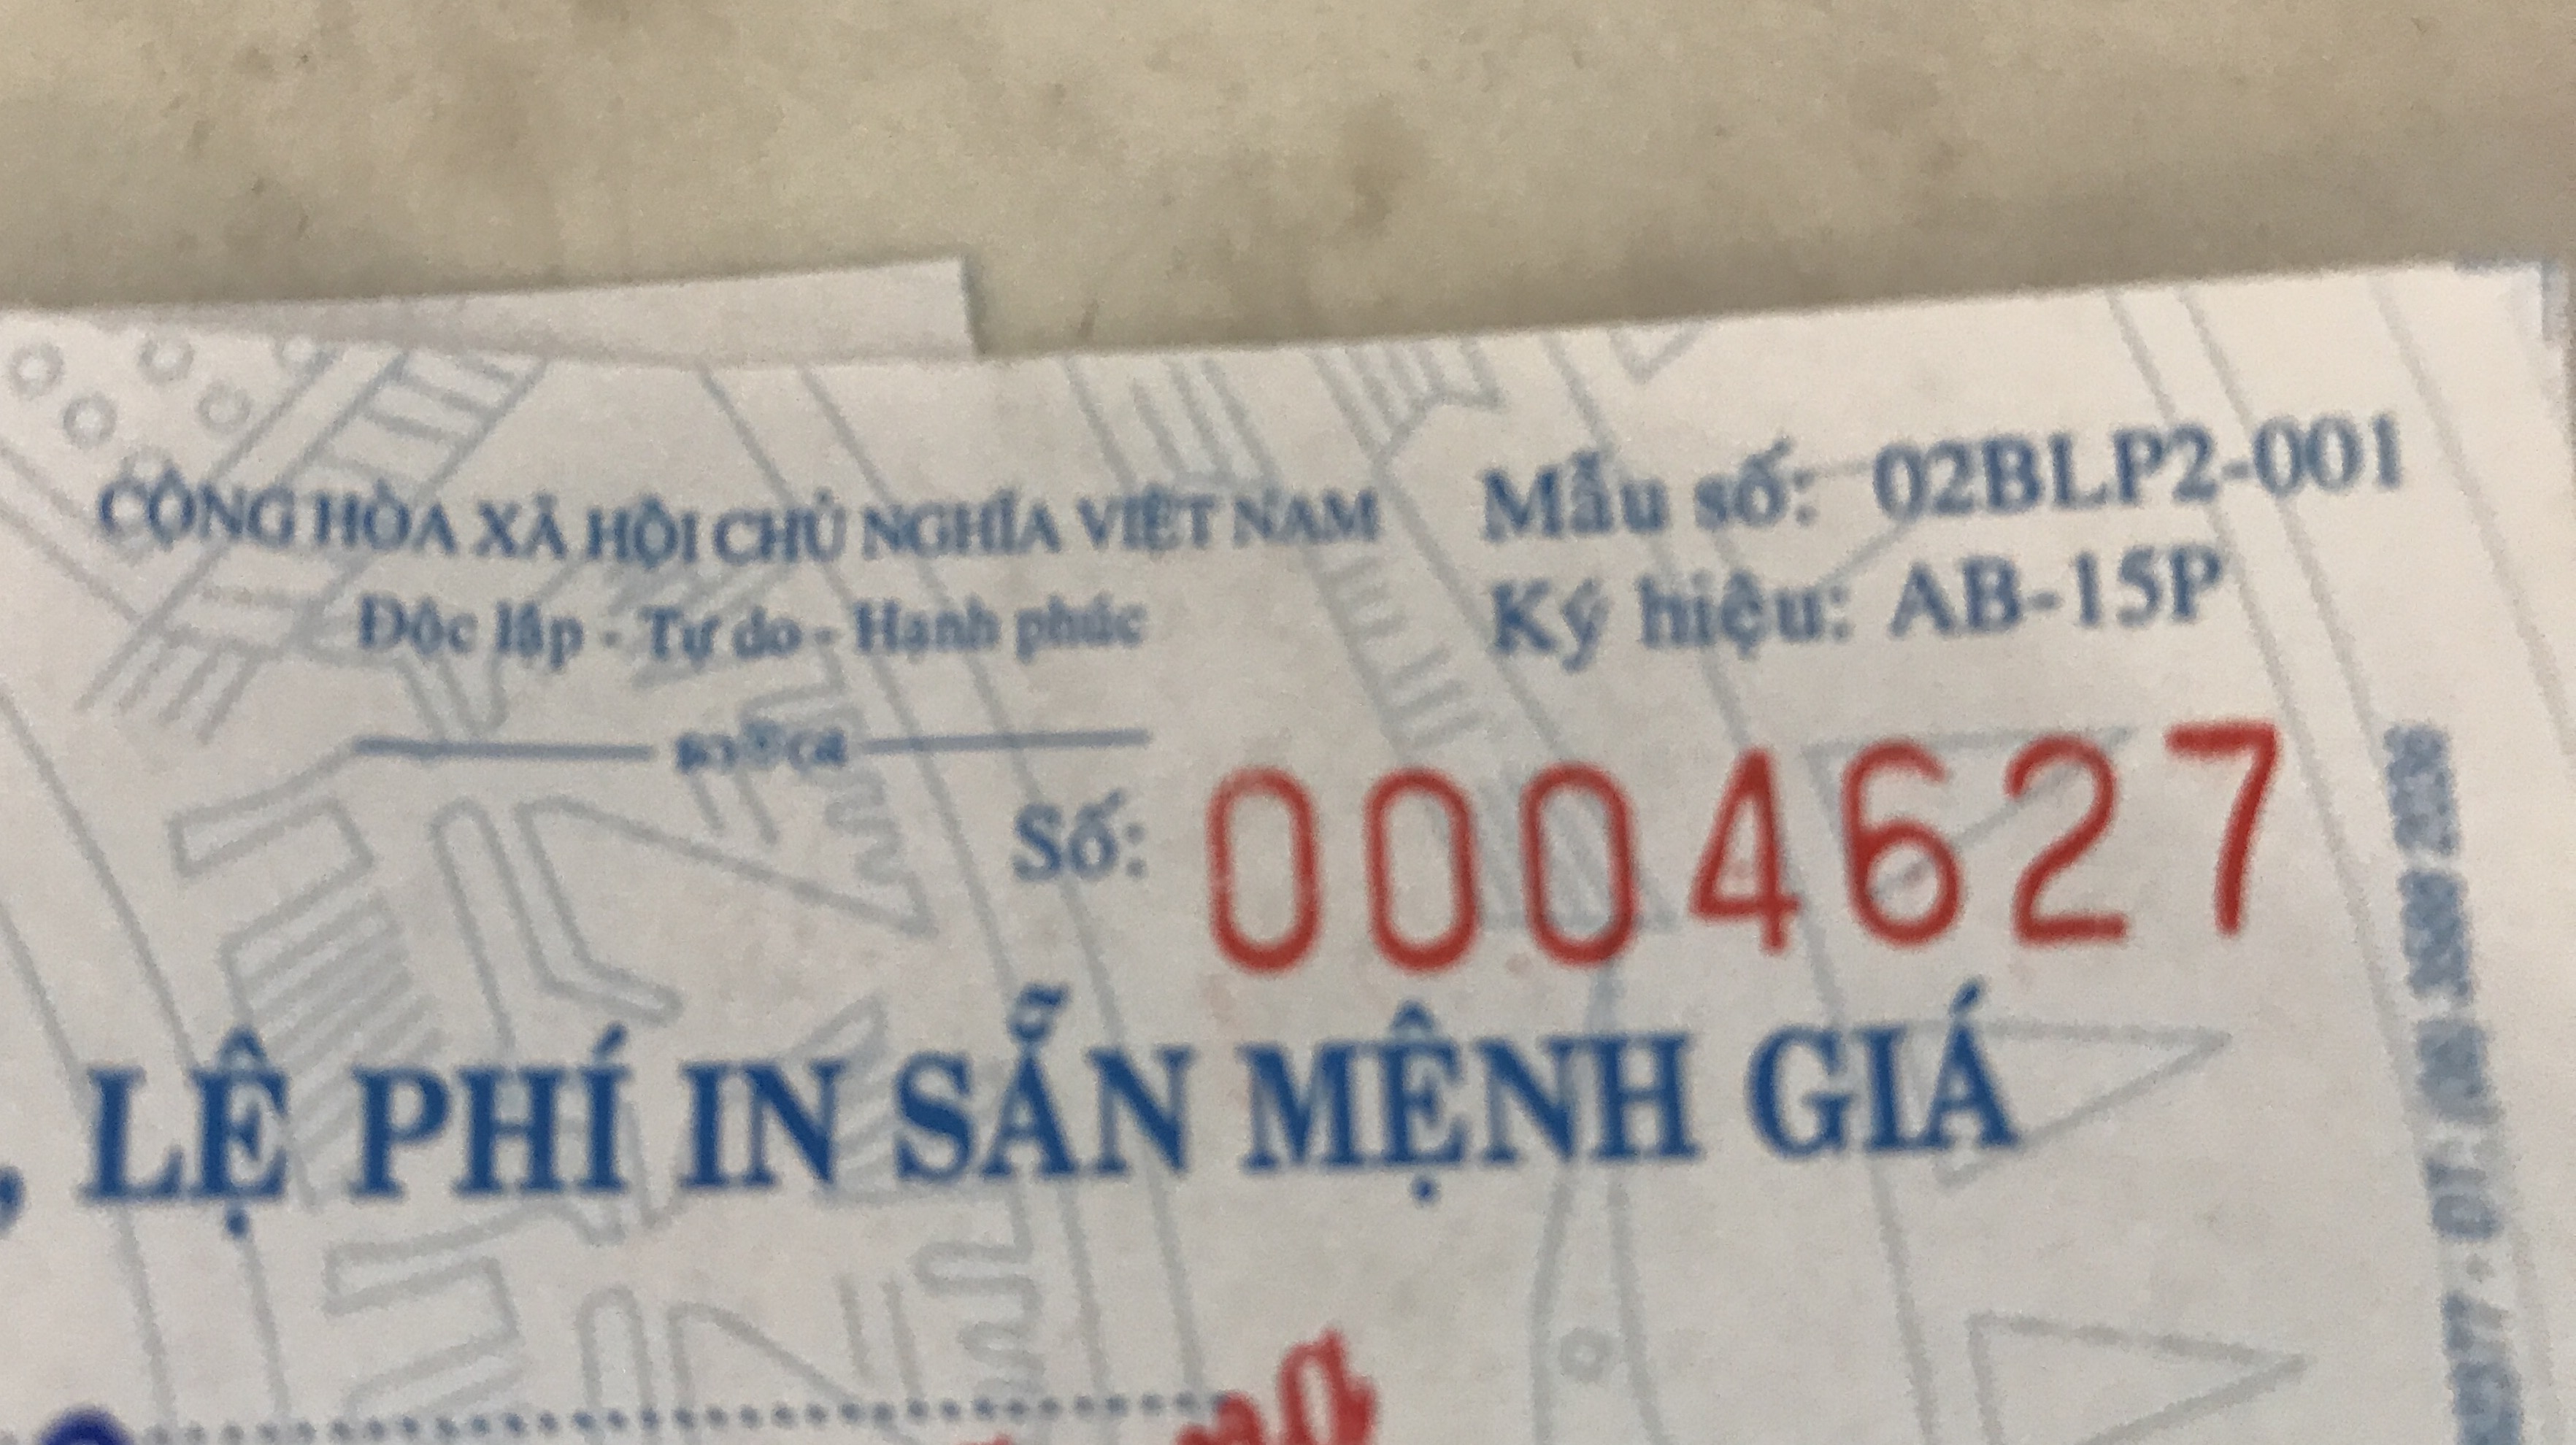 CỘNG HÒA XÃ HỘI CHỦ NGHĨA VIỆT NAM
Độc lập - Tự do - Hạnh phúc
Mẫu số: 02BLP2-001
Ký hiệu: AB-15P
Số: 0004627
, LỆ PHÍ IN SẴN MỆNH GIÁ